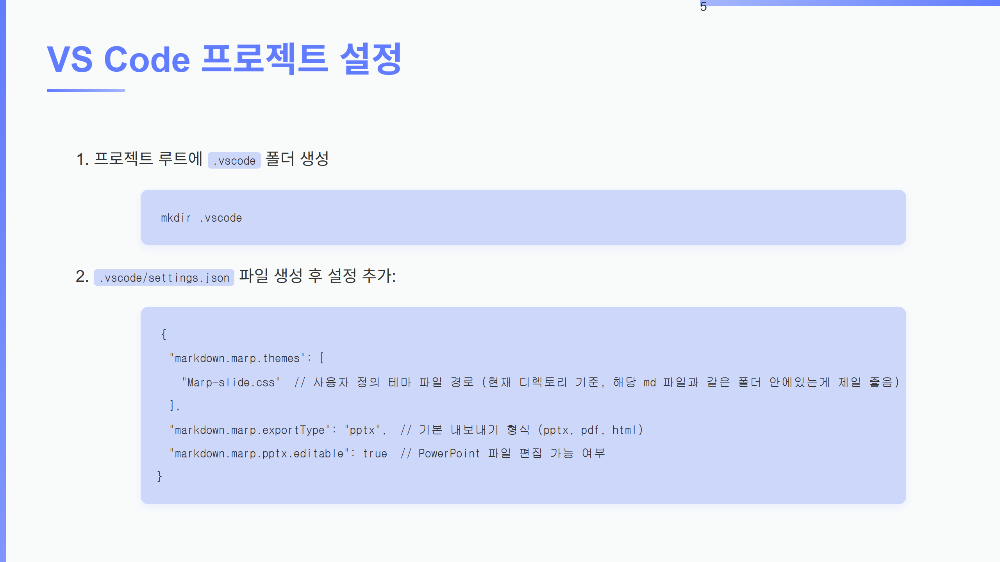 5
VS Code 프로젝트 설정
1. 프로젝트 루트에 .vscode 폴더 생성
mkdir .vscode
2. .vscode/settings.json 파일 생성 후 설정 추가:
{
"markdown.marp.themes": [
"Marp-slide.css"  // 사용자 정의 테마 파일 경로 (현재 디렉토리 기준, 해당 md 파일과 같은 폴더 안에있는게 제일 좋음)
],
"markdown.marp.exportType": "pptx",  // 기본 내보내기 형식 (pptx, pdf, html)
"markdown.marp.pptx.editable": true  // PowerPoint 파일 편집 가능 여부
}